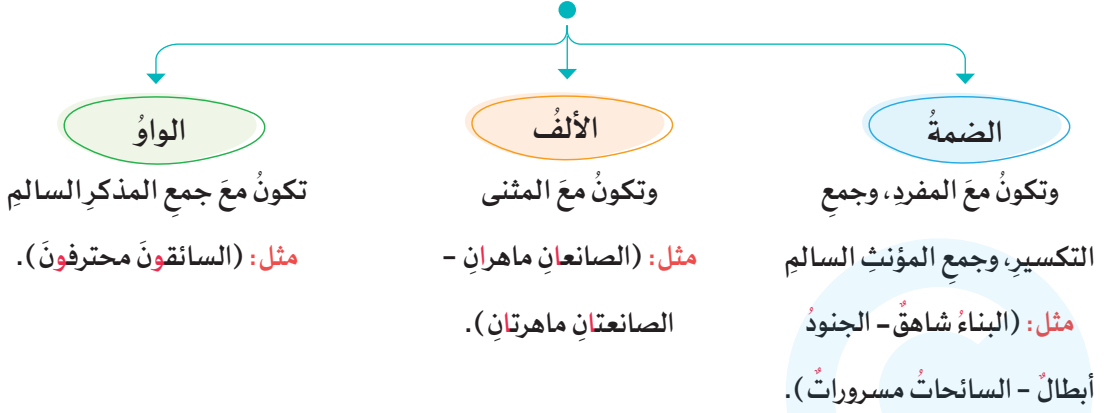 الضمةُ
وتكونُ معَ المفردِ، وجمعِ
التكسيرِ، وجمعِ المؤنثِ السالمِ
مثل: (البناءُ شاهقٌ – الجنودُ
أبطالٌ – السائحاتُ مسروراتٌ).
الألفُ
وتكونُ معَ المثنى
مثل: (الصانعانِ ماهرانِ –
الصانعتانِ ماهرتانِ).
الواوُ
تكونُ معَ جمعِ المذكرِ السالمِ
مثل: (السائقونَ محترفونَ).